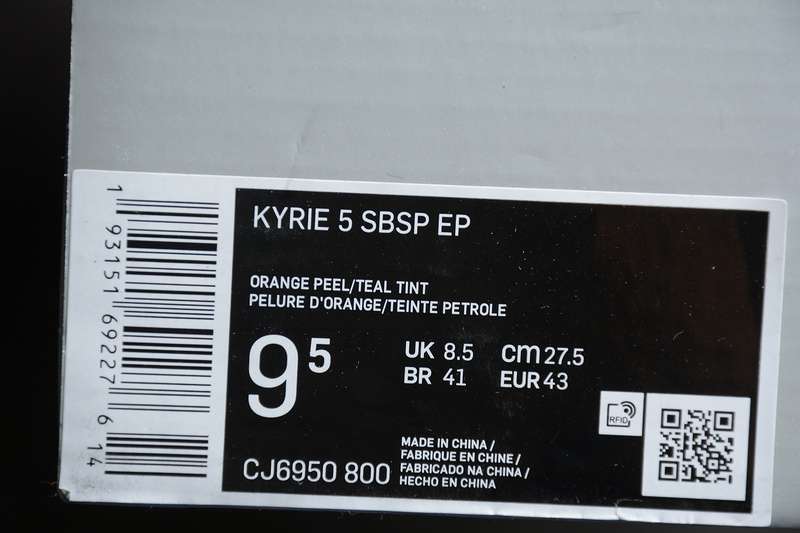 KYRIE 5 SBSP EP
ORANGE PEEL/TEAL TINT
PELURE D'ORANGE/TEINTE PETROLE
9 5
UK 8.5 cm 27.5
BR 41 EUR 43
RFID
CJ6950 800
MADE IN CHINA /
FABRIQUE EN CHINE /
FABRICADO NA CHINA /
HECHO EN CHINA
1 93151 69227 6 14